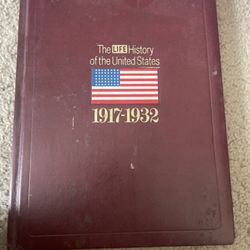 The LIFE History
of the United States
1917-1932